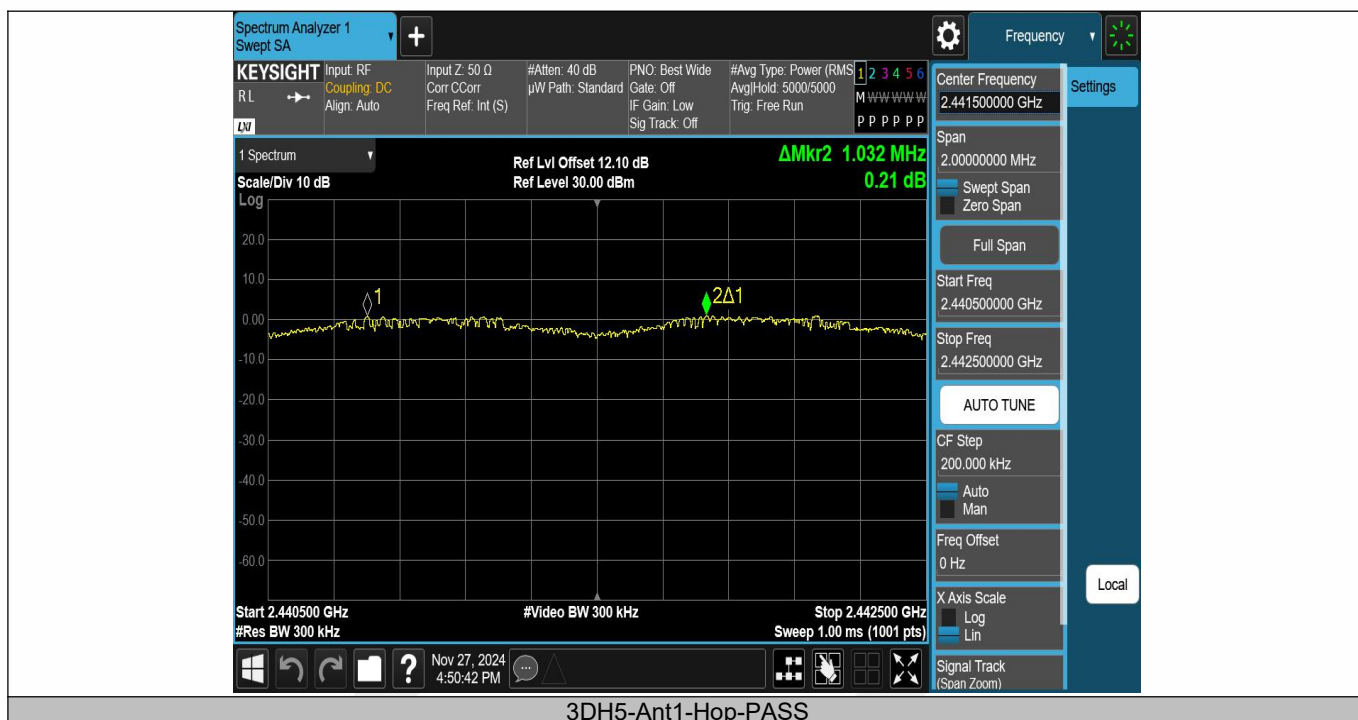 Spectrum Analyzer 1
Swept SA
Frequency
KEYSIGHT
RL
LXI
Input: RF
Coupling: DC
Align: Auto
Input Z: 50 Ω
Corr CCorr
Freq Ref: Int (S)
#Atten: 40 dB
µW Path: Standard
PNO: Best Wide
Gate: Off
IF Gain: Low
Sig Track: Off
#Avg Type: Power (RMS
Avg|Hold: 5000/5000
Trig: Free Run
1 2 3 4 5 6
M W W W W W
P P P P P P
1 Spectrum
Scale/Div 10 dB
Log
Ref Lvl Offset 12.10 dB
Ref Level 30.00 dBm
ΔMkr2 1.032 MHz
0.21 dB
20.0
10.0
0.00
-10.0
-20.0
-30.0
-40.0
-50.0
-60.0
1
2Δ1
Start 2.440500 GHz
#Res BW 300 kHz
#Video BW 300 kHz
Stop 2.442500 GHz
Sweep 1.00 ms (1001 pts)
Center Frequency
2.441500000 GHz
Settings
Span
2.00000000 MHz
Swept Span
Zero Span
Full Span
Start Freq
2.440500000 GHz
Stop Freq
2.442500000 GHz
AUTO TUNE
CF Step
200.000 kHz
Auto
Man
Freq Offset
0 Hz
X Axis Scale
Log
Lin
Local
Signal Track
(Span Zoom)
?
Nov 27, 2024
4:50:42 PM
3DH5-Ant1-Hop-PASS